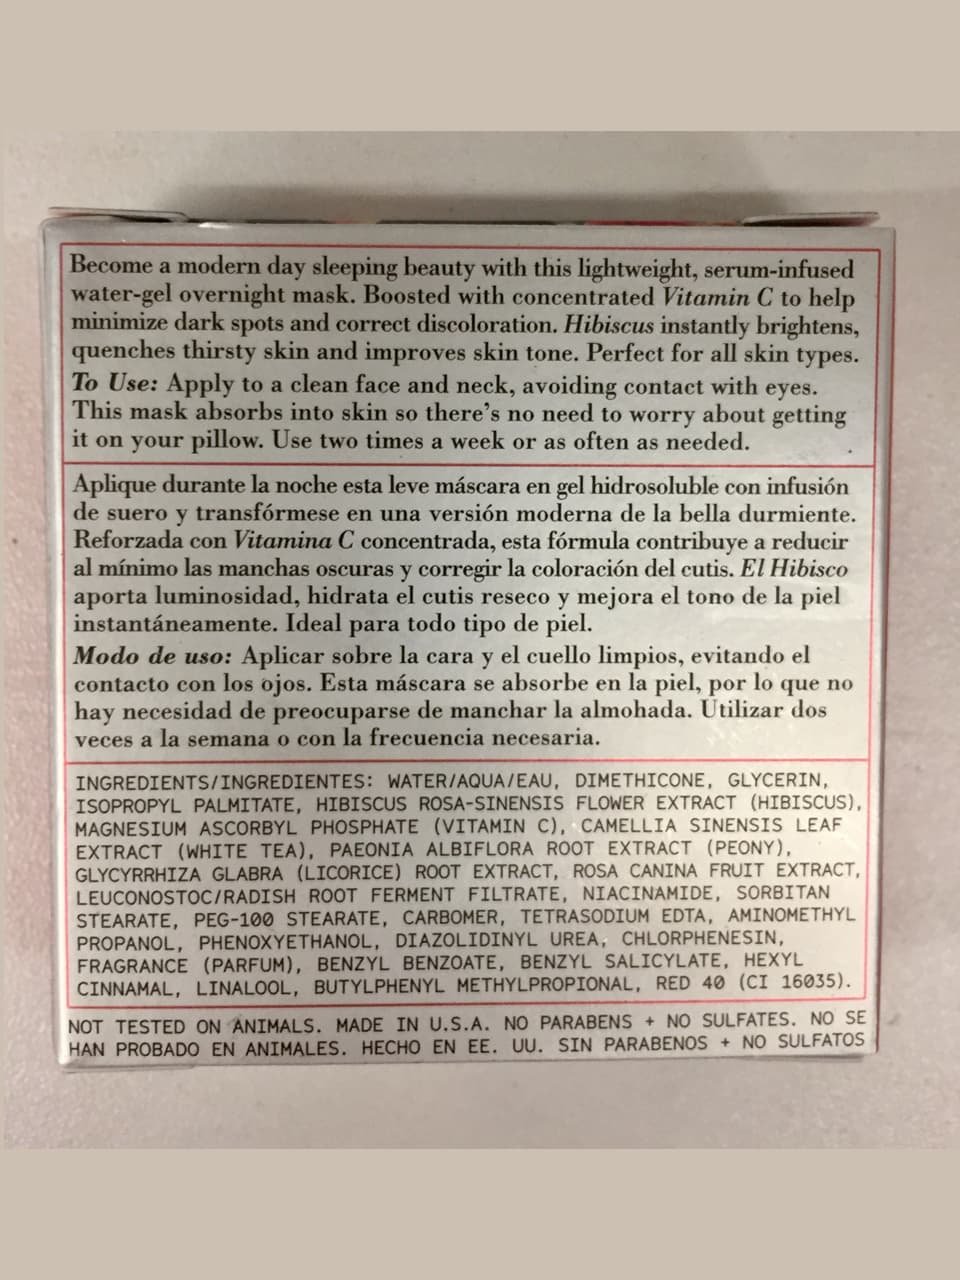 Become a modern day sleeping beauty with this lightweight, serum-infused
water-gel overnight mask. Boosted with concentrated Vitamin C to help
minimize dark spots and correct discoloration. Hibiscus instantly brightens,
quenches thirsty skin and improves skin tone. Perfect for all skin types.
To Use: Apply to a clean face and neck, avoiding contact with eyes.
This mask absorbs into skin so there's no need to worry about getting
it on your pillow. Use two times a week or as often as needed.
Aplique durante la noche esta leve máscara en gel hidrosoluble con infusión
de suero y transfórmese en una versión moderna de la bella durmiente.
Reforzada con Vitamina C concentrada, esta fórmula contribuye a reducir
al mínimo las manchas oscuras y corregir la coloración del cutis. El Hibisco
aporta luminosidad, hidrata el cutis reseco y mejora el tono de la piel
instantáneamente. Ideal para todo tipo de piel.
Modo de uso: Aplicar sobre la cara y el cuello limpios, evitando el
contacto con los ojos. Esta máscara se absorbe en la piel, por lo que no
hay necesidad de preocuparse de manchar la almohada. Utilizar dos
veces a la semana o con la frecuencia necesaria.
INGREDIENTS/INGREDIENTES: WATER/AQUA/EAU, DIMETHICONE, GLYCERIN,
ISOPROPYL PALMITATE, HIBISCUS ROSA-SINENSIS FLOWER EXTRACT (HIBISCUS),
MAGNESIUM ASCORBYL PHOSPHATE (VITAMIN C), CAMELLIA SINENSIS LEAF
EXTRACT (WHITE TEA), PAEONIA ALBIFLORA ROOT EXTRACT (PEONY),
GLYCYRRHIZA GLABRA (LICORICE) ROOT EXTRACT, ROSA CANINA FRUIT EXTRACT,
LEUCONOSTOC/RADISH ROOT FERMENT FILTRATE, NIACINAMIDE, SORBITAN
STEARATE, PEG-100 STEARATE, CARBOMER, TETRASODIUM EDTA, AMINOMETHYL
PROPANOL, PHENOXYETHANOL, DIAZOLIDINYL UREA, CHLORPHENESIN,
FRAGRANCE (PARFUM), BENZYL BENZOATE, BENZYL SALICYLATE, HEXYL
CINNAMAL, LINALOOL, BUTYLPHENYL METHYLPROPIONAL, RED 40 (CI 16035).
NOT TESTED ON ANIMALS. MADE IN U.S.A. NO PARABENS + NO SULFATES. NO SE
HAN PROBADO EN ANIMALES. HECHO EN EE. UU. SIN PARABENOS + NO SULFATOS